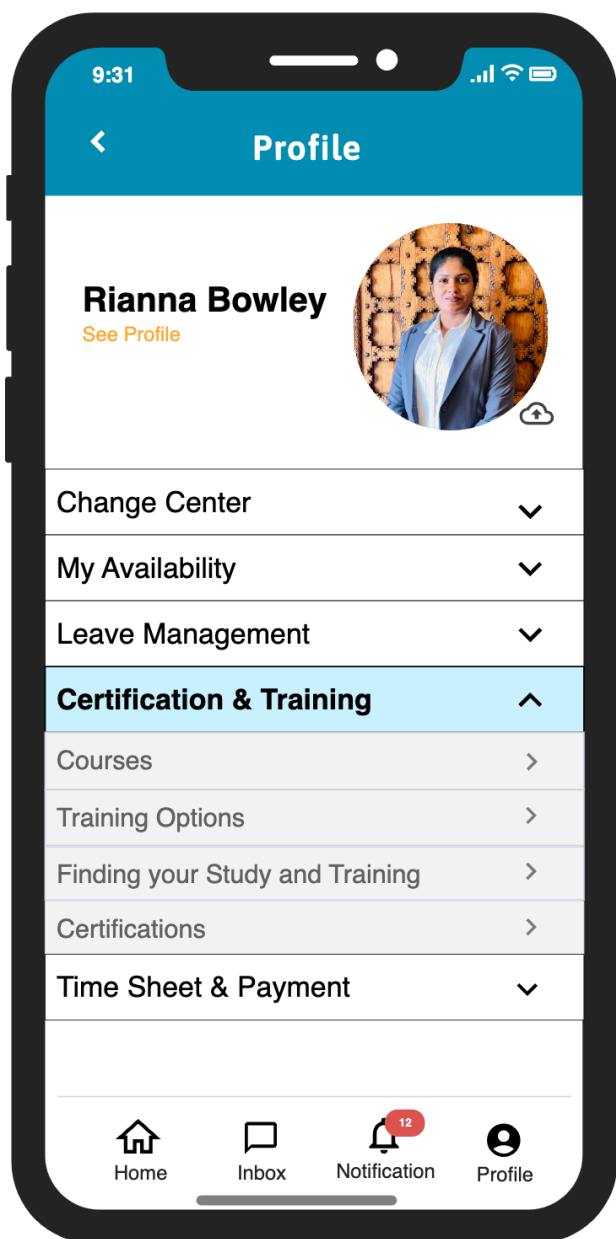 9:31
Profile
Rianna Bowley
See Profile
Change Center
My Availability
Leave Management
Certification & Training
Courses
Training Options
Finding your Study and Training
Certifications
Time Sheet & Payment
12
Home
Inbox
Notification
Profile